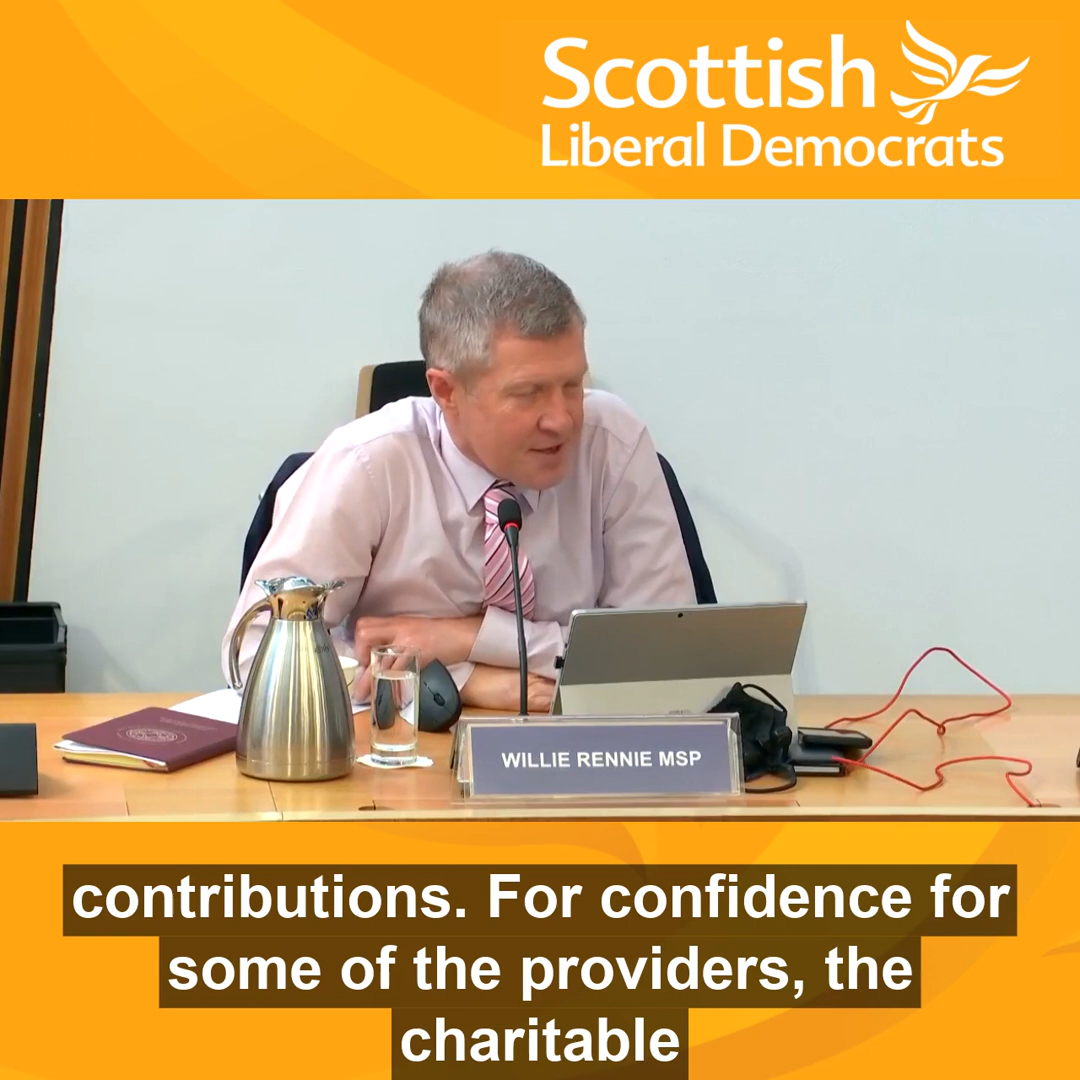 Scottish
Liberal Democrats
WILLIE RENNIE MSP
contributions. For confidence for
some of the providers, the
charitable